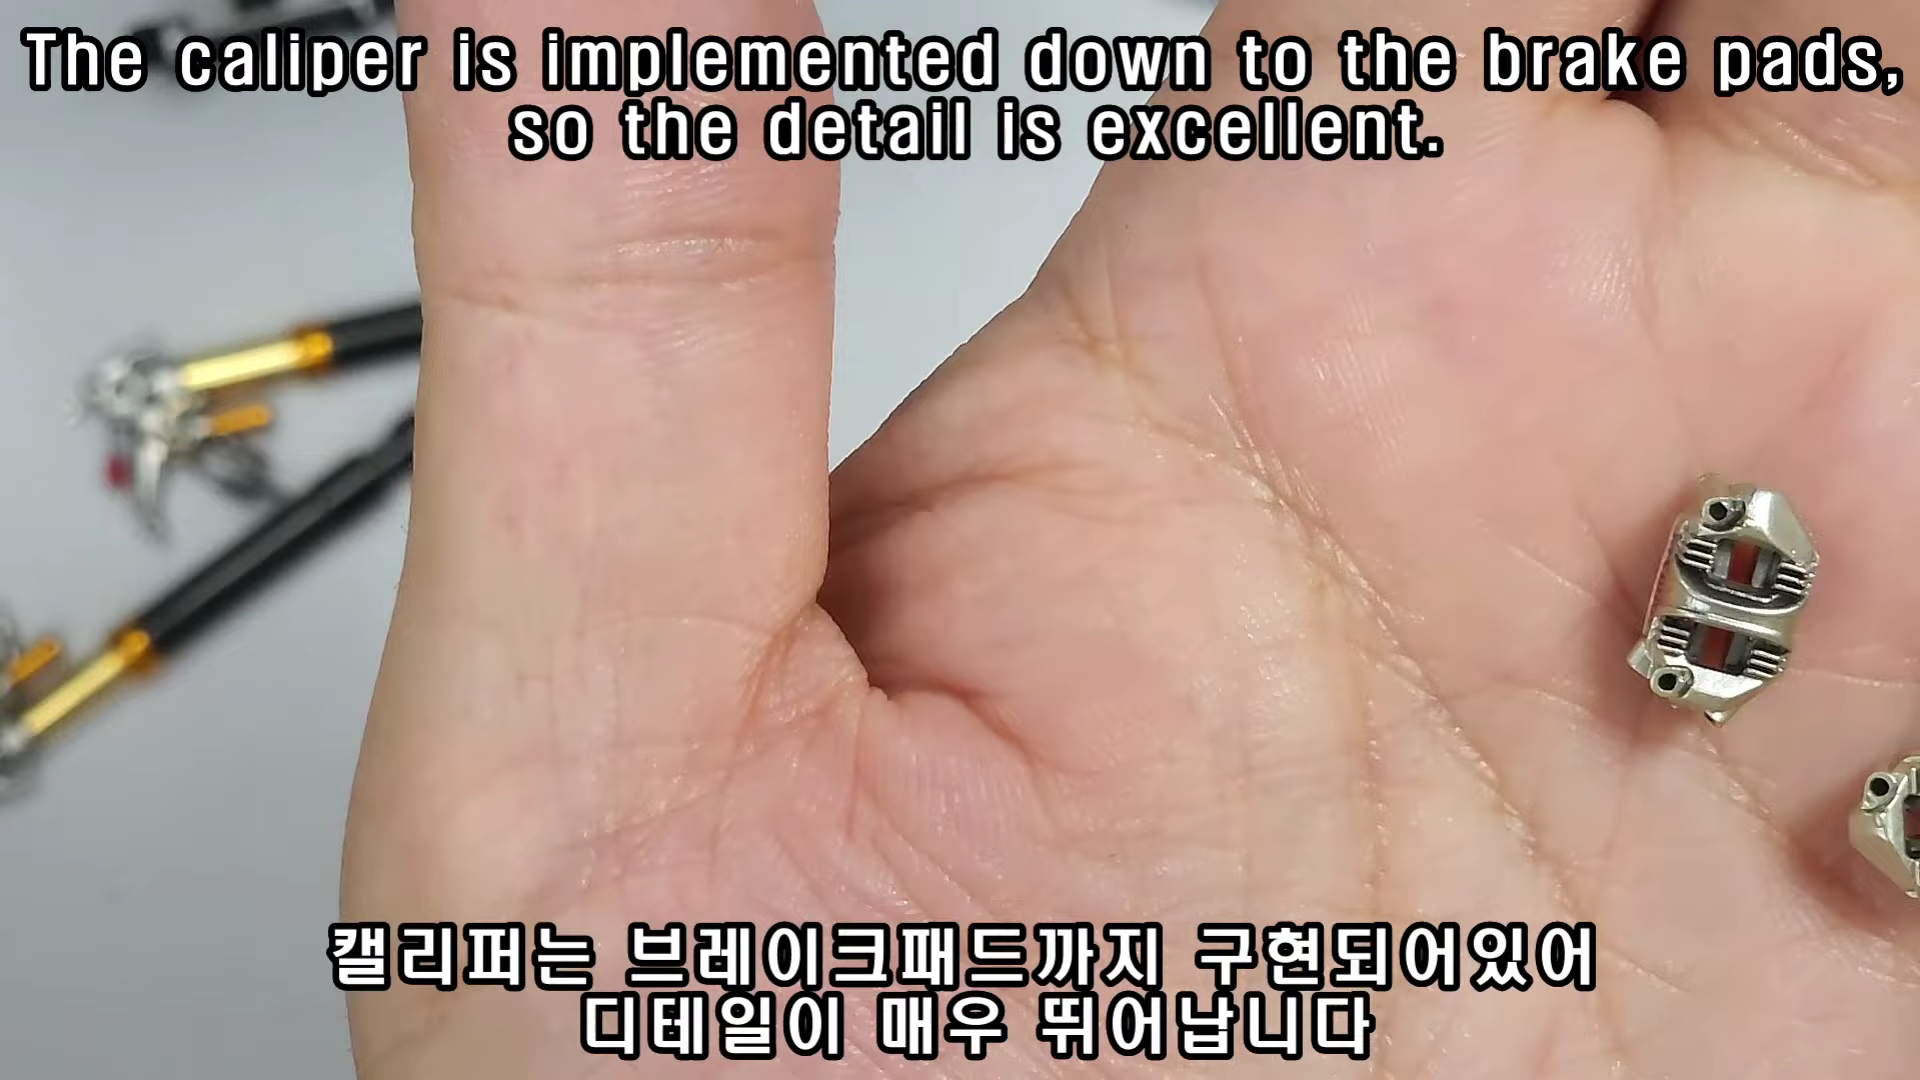 The caliper is implemented down to the brake pads,
so the detail is excellent.
캘리퍼는 브레이크패드까지 구현되어있어
디테일이 매우 뛰어납니다